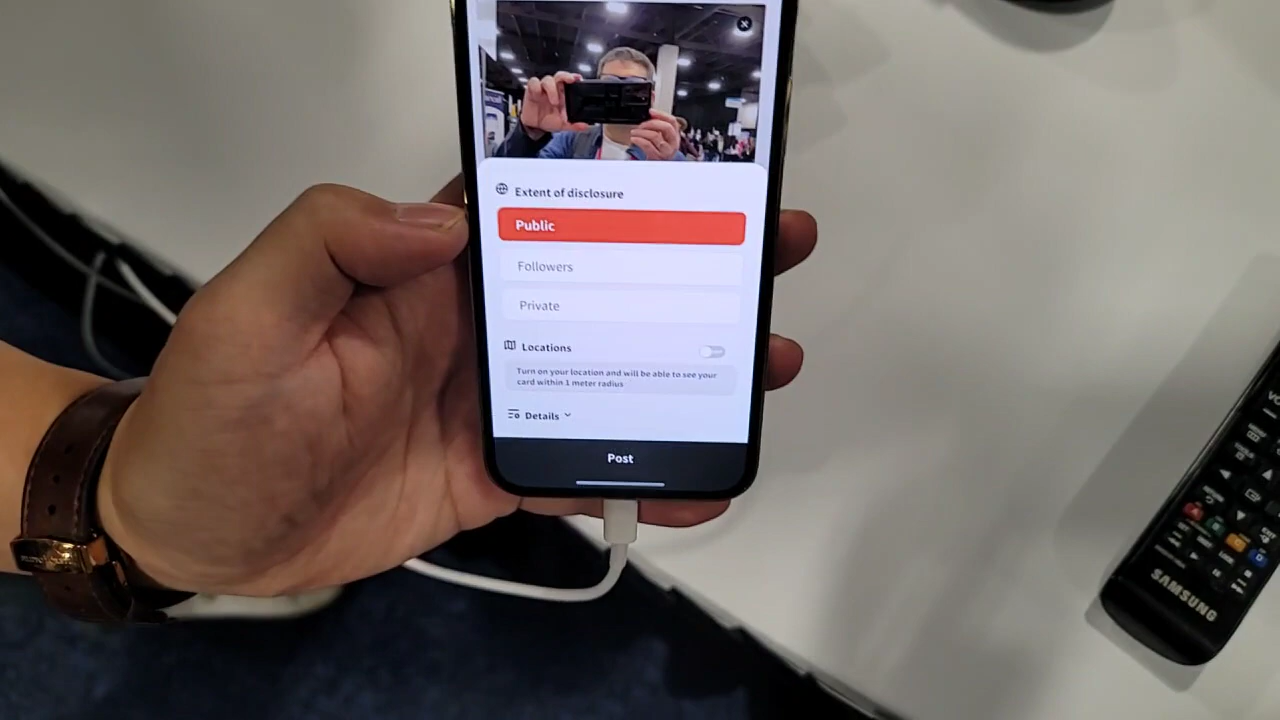 Extent of disclosure
Public
Followers
Private
Locations
Turn on your location and will be able to see your
card within 1 meter radius
Details
Post
SAMSUNG